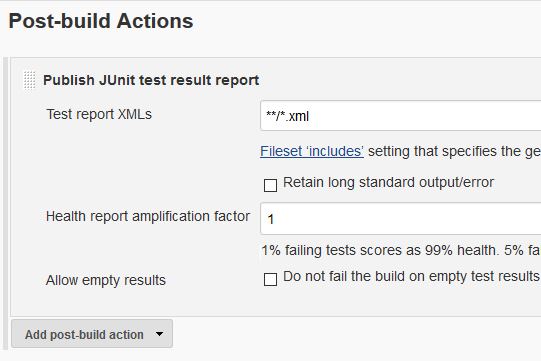 Post-build Actions
Publish JUnit test result report
Test report XMLs
**/*.xml
Fileset ‘includes’ setting that specifies the ge
Retain long standard output/error
Health report amplification factor
1
1% failing tests scores as 99% health. 5% fa
Allow empty results
Do not fail the build on empty test results
Add post-build action